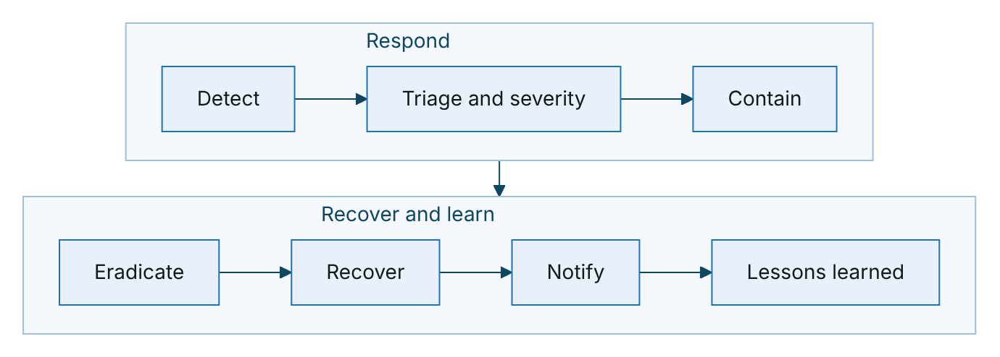 Respond
Detect
Triage and severity
Contain
Recover and learn
Eradicate
Recover
Notify
Lessons learned